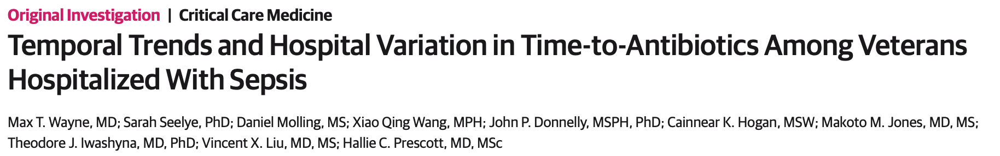 Original Investigation | Critical Care Medicine
Temporal Trends and Hospital Variation in Time-to-Antibiotics Among Veterans
Hospitalized With Sepsis
Max T. Wayne, MD; Sarah Seelye, PhD; Daniel Molling, MS; Xiao Qing Wang, MPH; John P. Donnelly, MSPH, PhD; Cainnear K. Hogan, MSW; Makoto M. Jones, MD, MS;
Theodore J. Iwashyna, MD, PhD; Vincent X. Liu, MD, MS; Hallie C. Prescott, MD, MSc